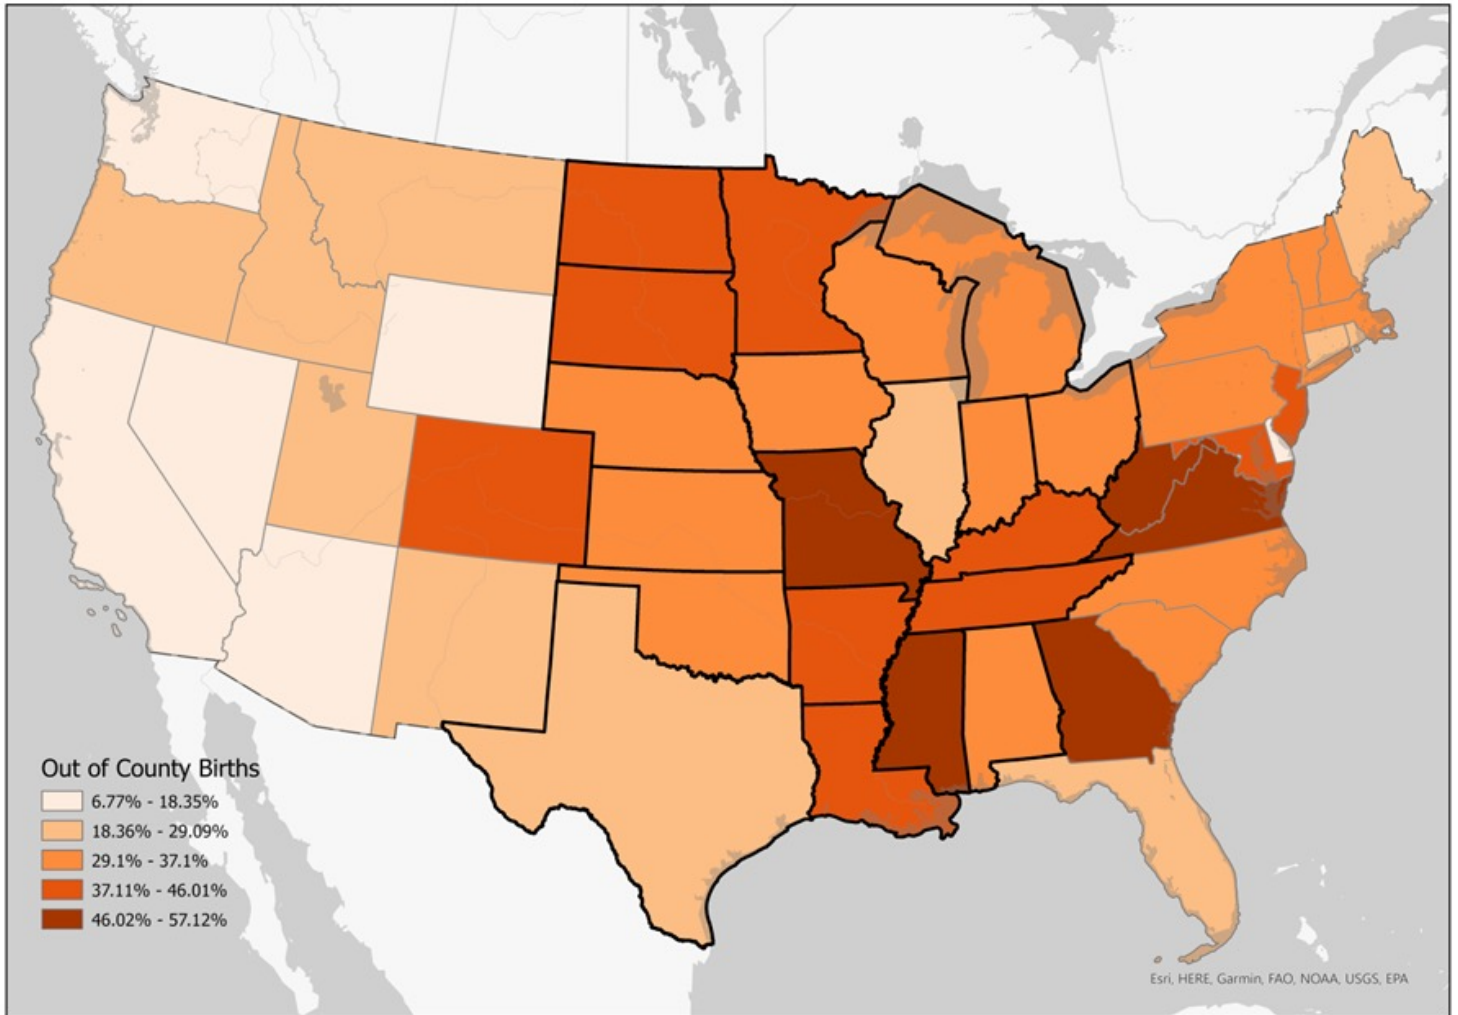 Out of County Births
6.77% - 18.35%
18.36% - 29.09%
29.1% - 37.1%
37.11% - 46.01%
46.02% - 57.12%
Esri, HERE, Garmin, FAO, NOAA, USGS, EPA